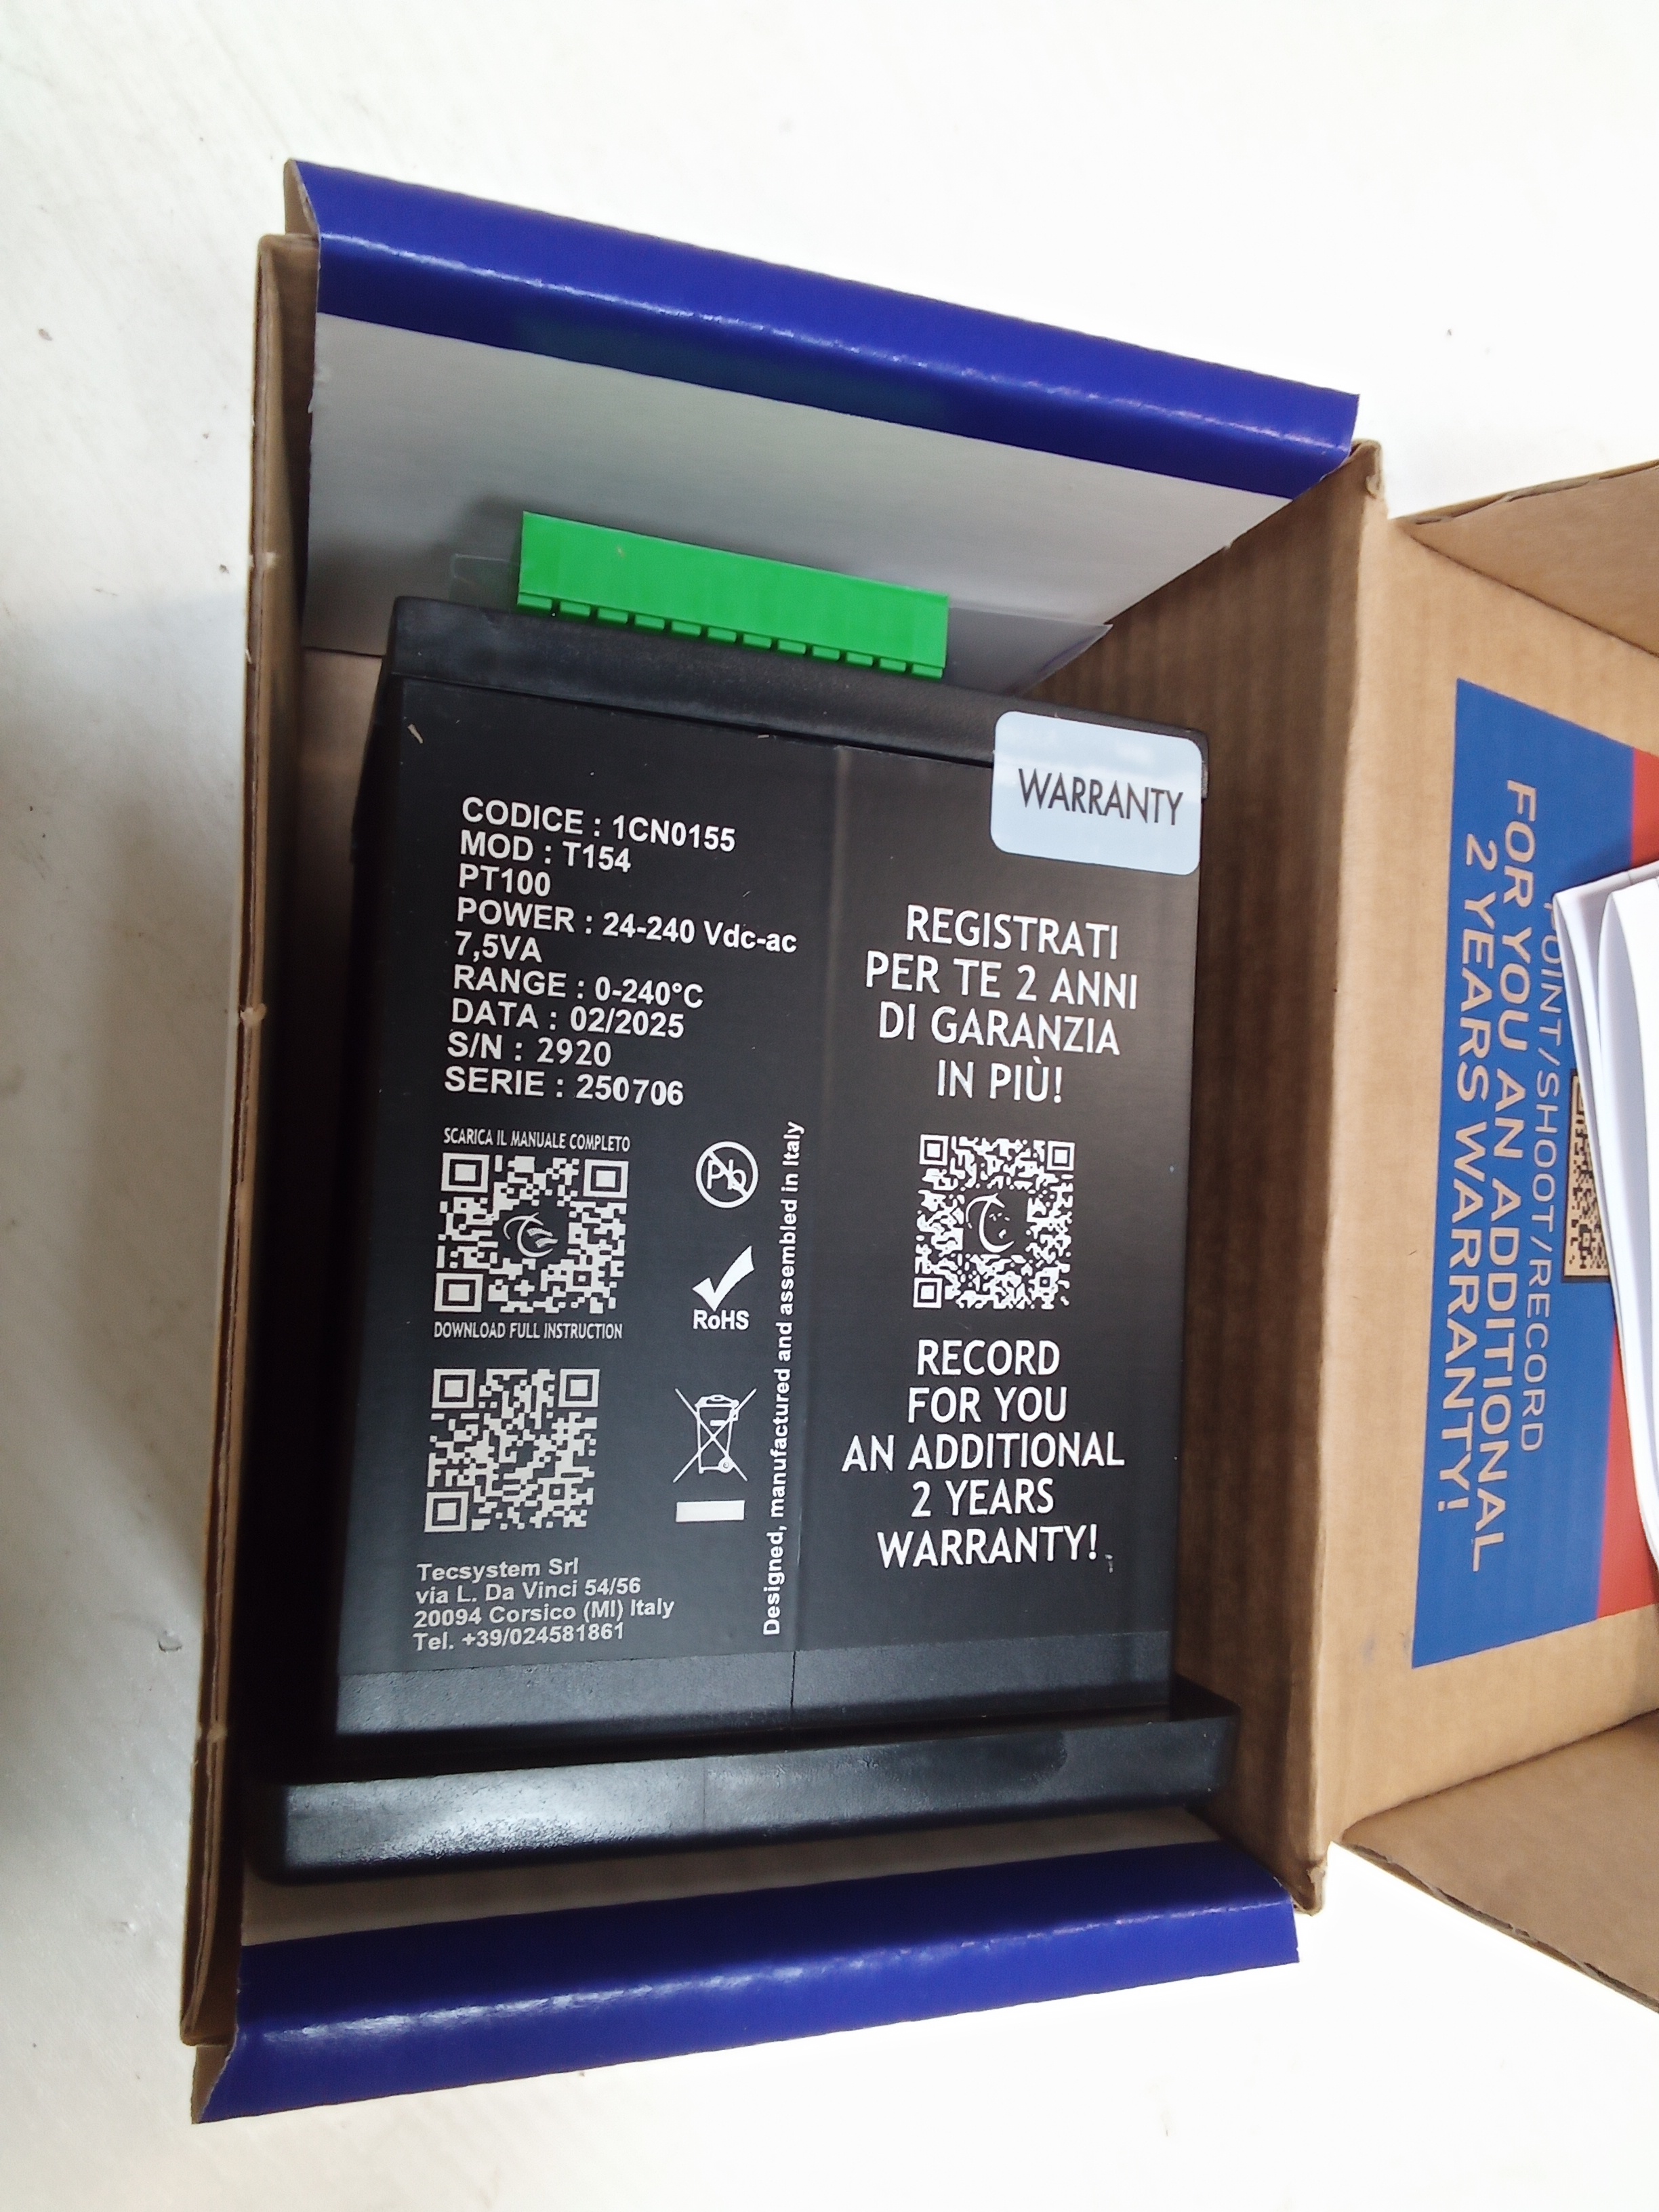 CODICE : 1CN0155
MOD : T154
PT100
POWER : 24-240 Vdc-ac
7,5VA
RANGE : 0-240°C
DATA : 02/2025
S/N : 2920
SERIE : 250706
SCARICA IL MANUALE COMPLETO
DOWNLOAD FULL INSTRUCTION
Pb
RoHS
Designed, manufactured and assembled in Italy
Tecsystem Srl
via L. Da Vinci 54/56
20094 Corsico (MI) Italy
Tel. +39/024581861
WARRANTY
REGISTRATI
PER TE 2 ANNI
DI GARANZIA
IN PIÙ!
RECORD
FOR YOU
AN ADDITIONAL
2 YEARS
WARRANTY!
POINT/SHOOT/RECORD
FOR YOU AN ADDITIONAL
2 YEARS WARRANTY!